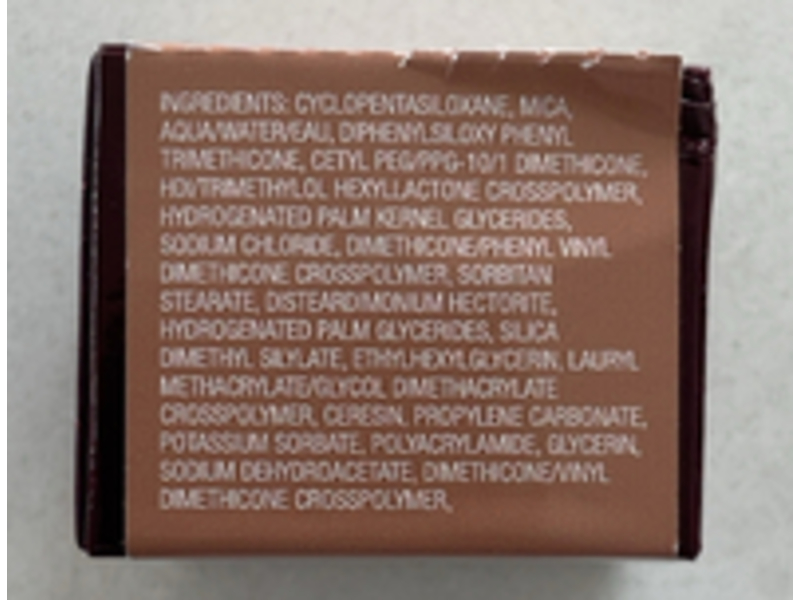 INGREDIENTS: CYCLOPENTASILOXANE, MICA,
AQUA/WATER/EAU, DIPHENYLSILOXY PHENYL
TRIMETHICONE, CETYL PEG/PPG-10/1 DIMETHICONE,
HDI/TRIMETHYLOL HEXYLLACTONE CROSSPOLYMER,
HYDROGENATED PALM KERNEL GLYCERIDES,
SODIUM CHLORIDE, DIMETHICONE/PHENYL VINYL
DIMETHICONE CROSSPOLYMER, SORBITAN
STEARATE, DISTEARDIMONIUM HECTORITE,
HYDROGENATED PALM GLYCERIDES, SILICA
DIMETHYL SILYLATE, ETHYLHEXYLGLYCERIN, LAURYL
METHACRYLATE/GLYCOL DIMETHACRYLATE
CROSSPOLYMER, CERESIN, PROPYLENE CARBONATE,
POTASSIUM SORBATE, POLYACRYLAMIDE, GLYCERIN,
SODIUM DEHYDROACETATE, DIMETHICONE/VINYL
DIMETHICONE CROSSPOLYMER,